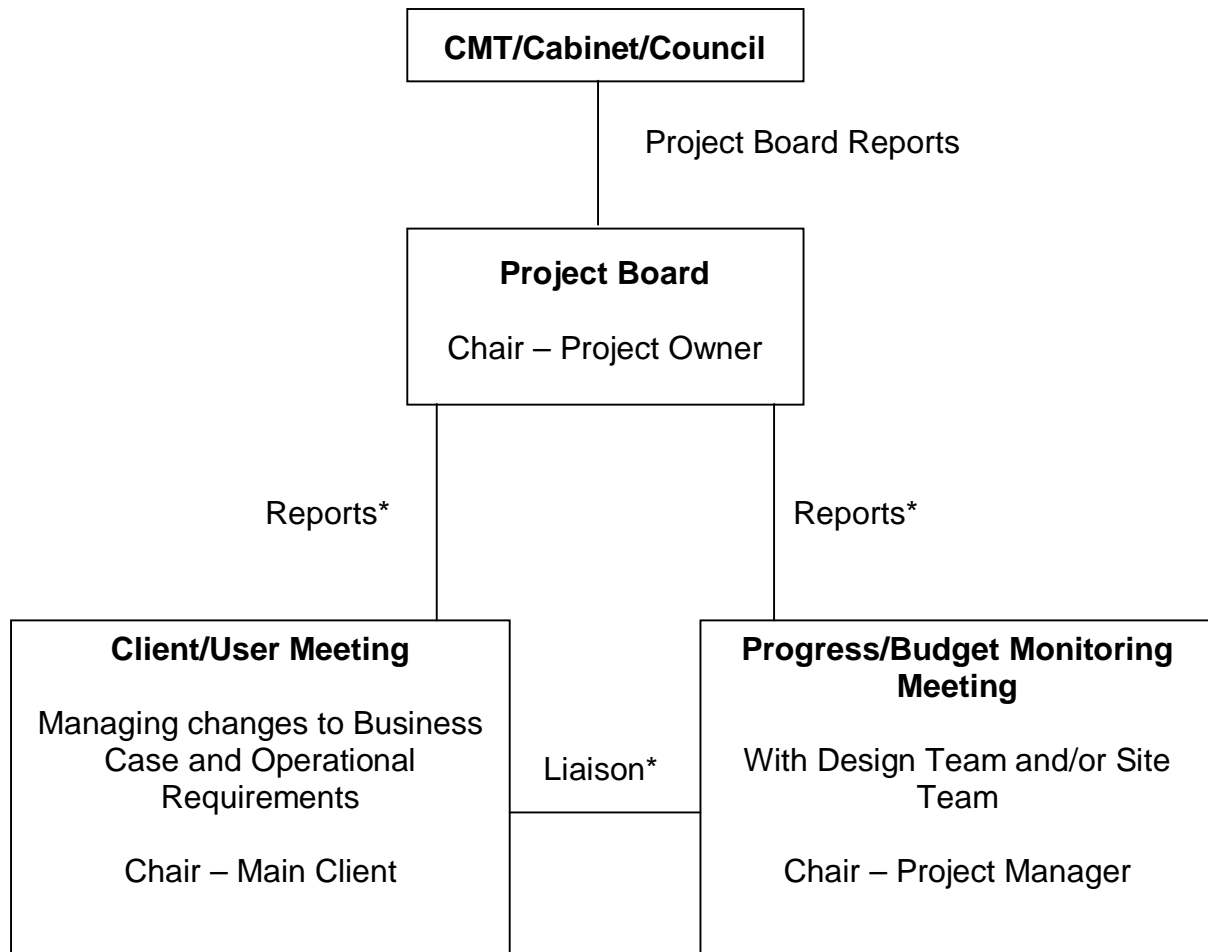 CMT/Cabinet/Council
Project Board Reports
Project Board
Chair – Project Owner
Reports*
Reports*
Client/User Meeting
Managing changes to Business
Case and Operational
Requirements
Chair – Main Client
Liaison*
Progress/Budget Monitoring
Meeting
With Design Team and/or Site
Team
Chair – Project Manager